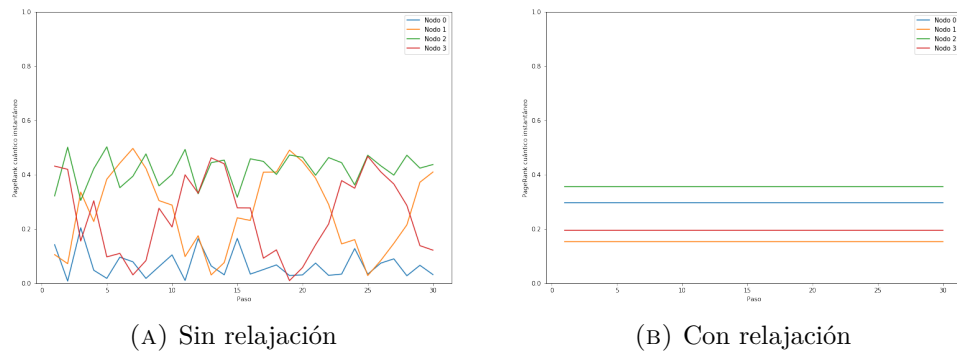 1.0
0.8
0.6
0.4
0.2
0.0
PageRank cuántico instantáneo
0 5 10 15 20 25 30
Paso
Nodo 0
Nodo 1
Nodo 2
Nodo 3
(A) Sin relajación
1.0
0.8
0.6
0.4
0.2
0.0
PageRank cuántico instantáneo
0 5 10 15 20 25 30
Paso
Nodo 0
Nodo 1
Nodo 2
Nodo 3
(B) Con relajación